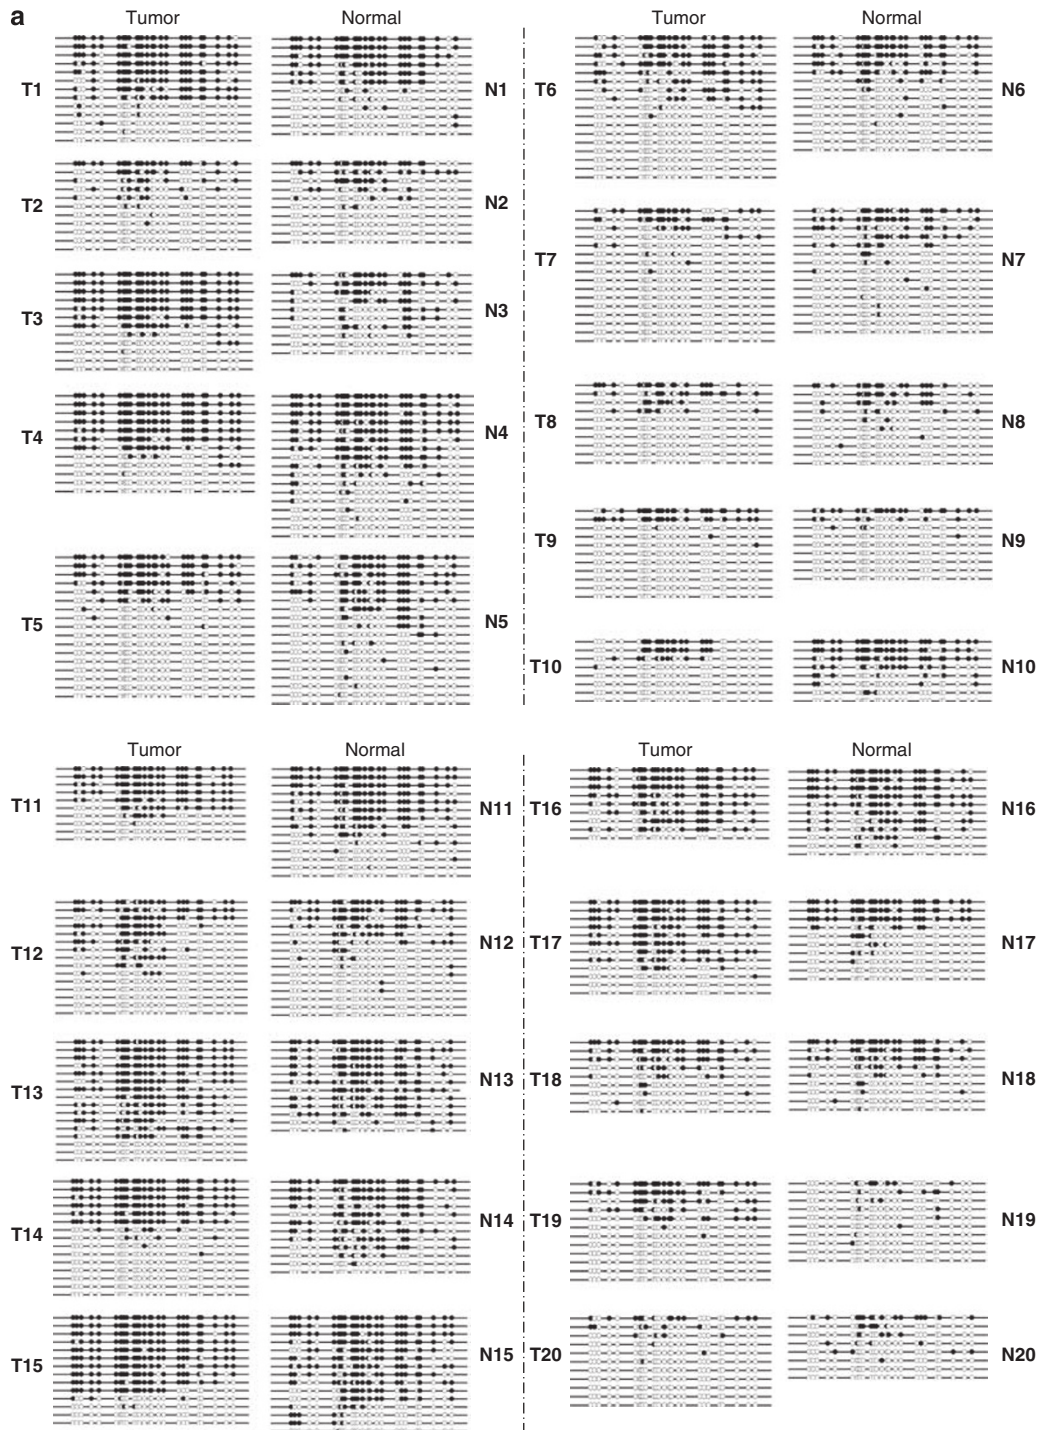 a
Tumor Normal Tumor Normal
T1 N1 T6 N6
T2 N2
T7 N7
T3 N3
T8 N8
T4 N4
T9 N9
T5 N5
T10 N10
Tumor Normal Tumor Normal
T11 N11 T16 N16
T12 N12 T17 N17
T13 N13 T18 N18
T14 N14 T19 N19
T15 N15 T20 N20